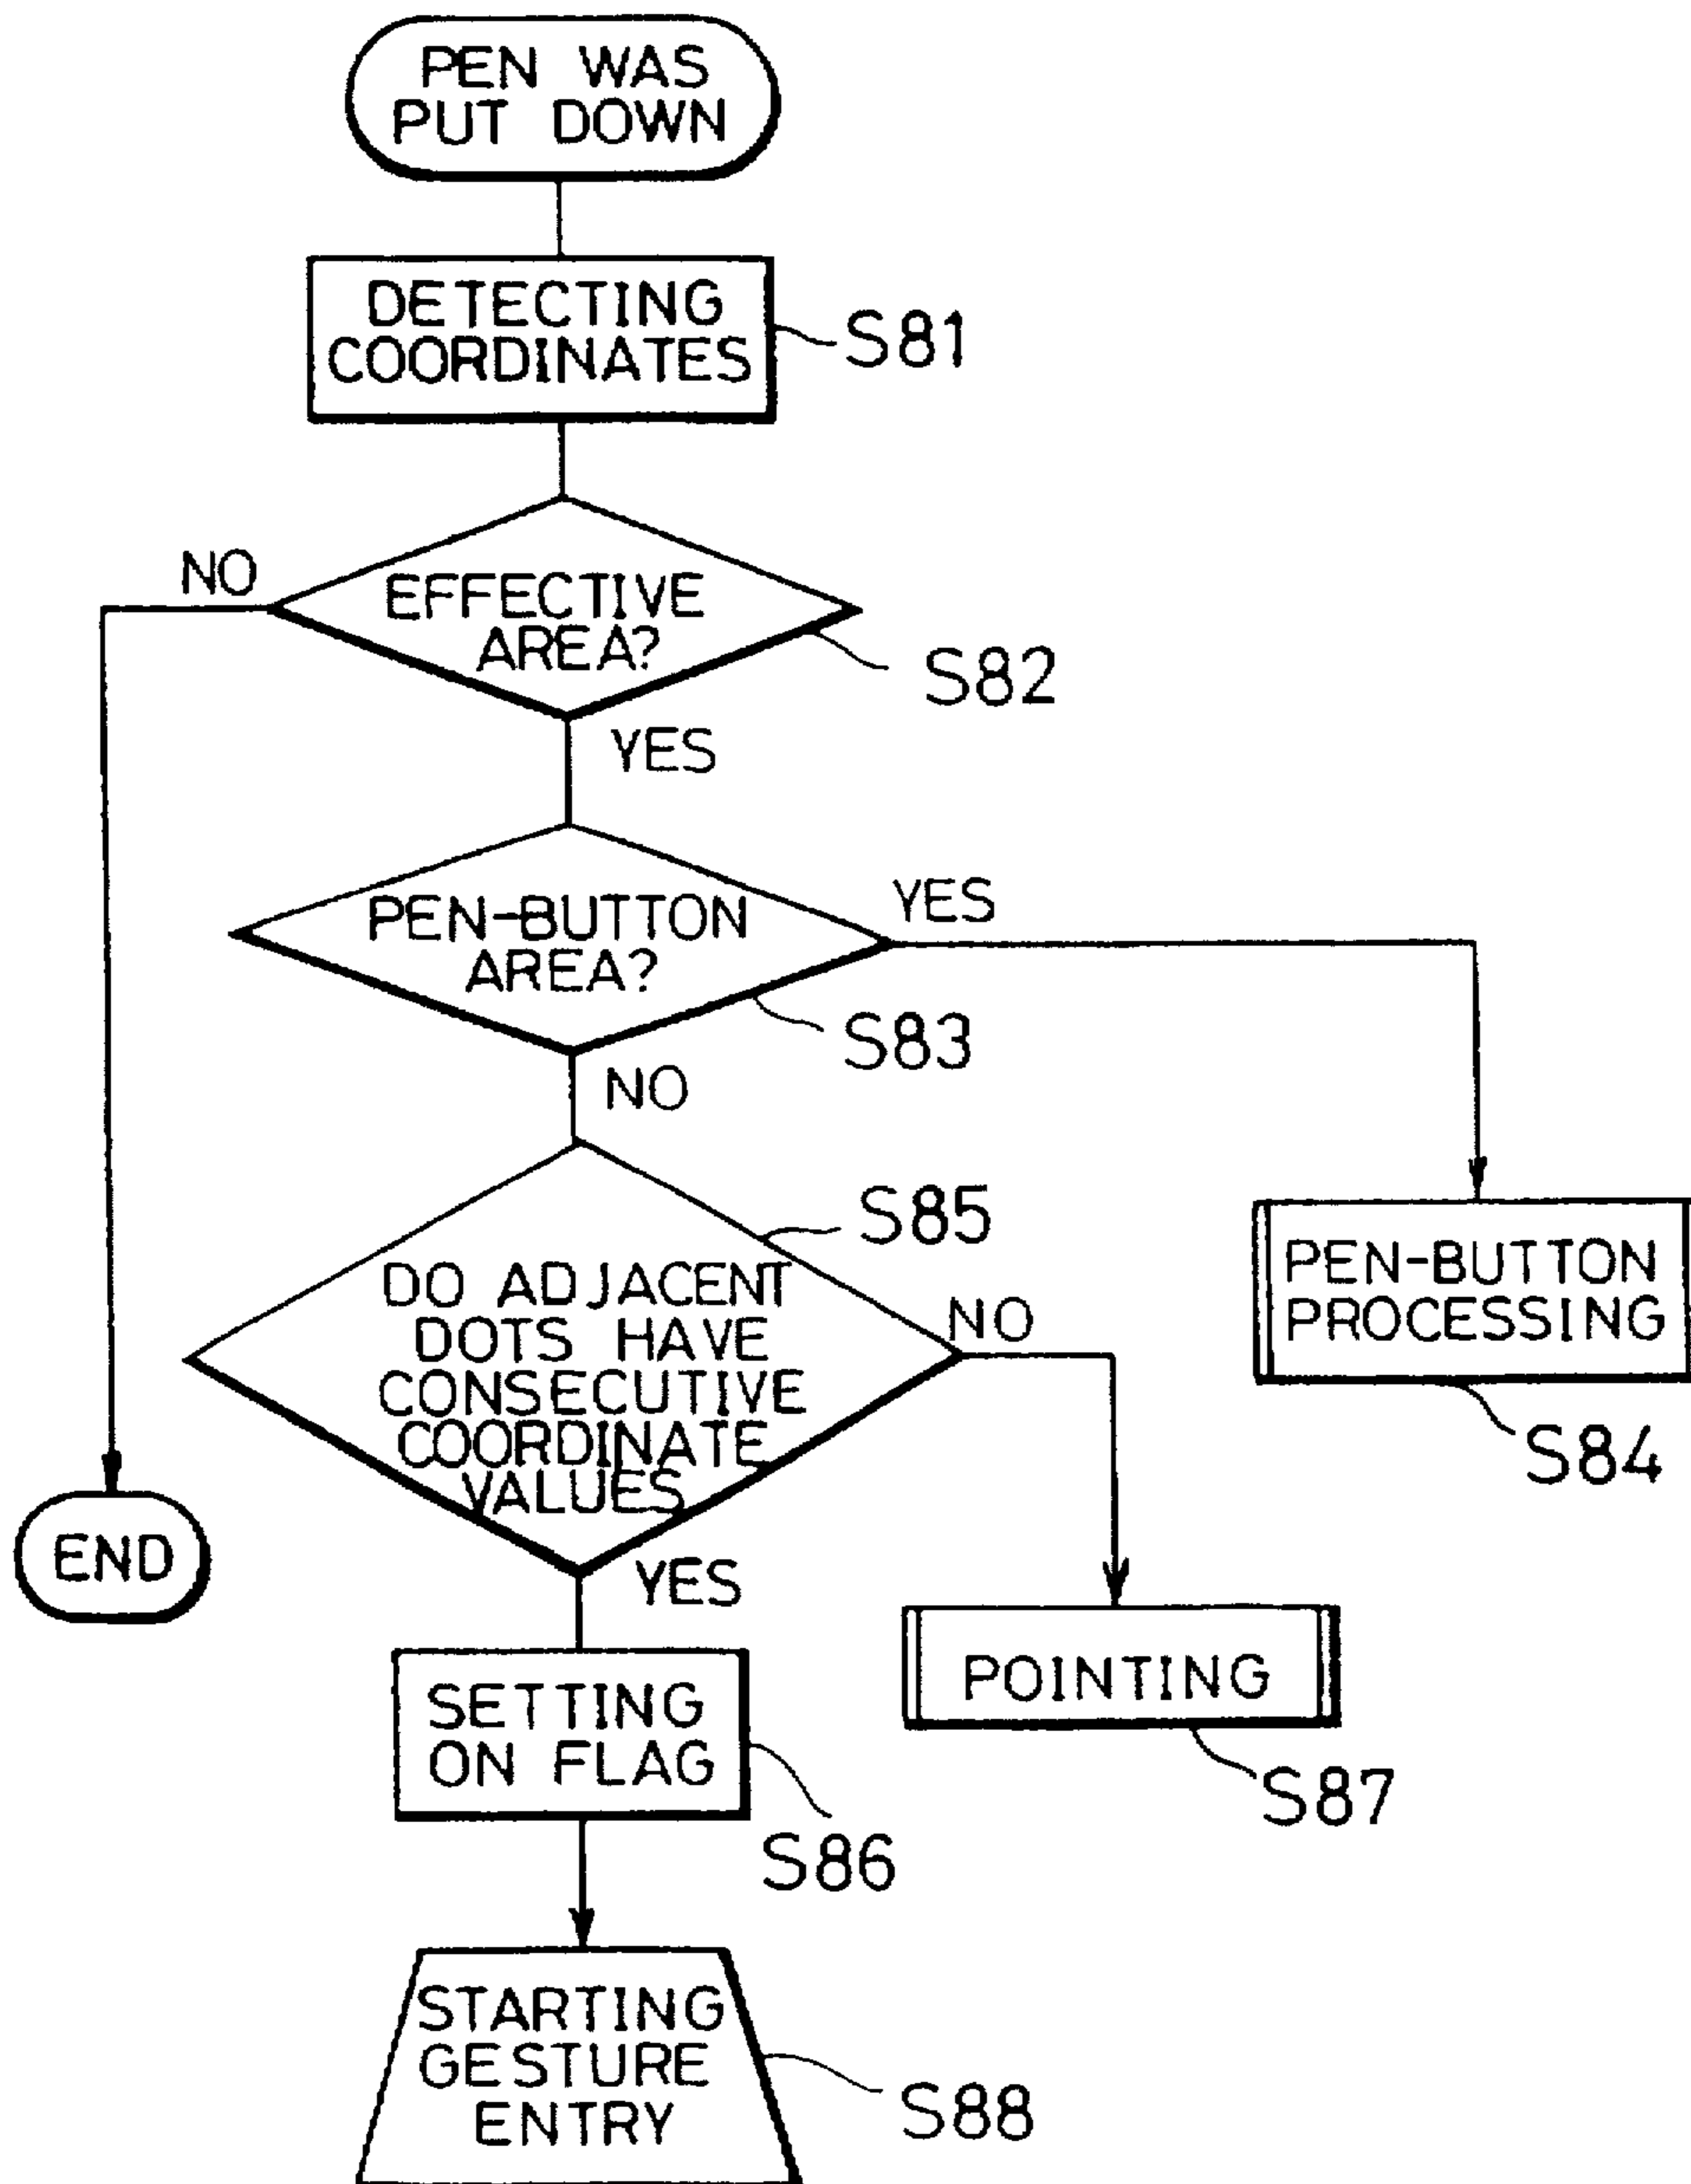 PEN WAS
PUT DOWN
DETECTING
COORDINATES
S81
NO
EFFECTIVE
AREA?
S82
YES
PEN-BUTTON
AREA?
YES
S83
NO
S85
DO ADJACENT
DOTS HAVE
CONSECUTIVE
COORDINATE
VALUES
NO
PEN-BUTTON
PROCESSING
S84
END
YES
POINTING
S87
SETTING
ON FLAG
S86
STARTING
GESTURE
ENTRY
S88